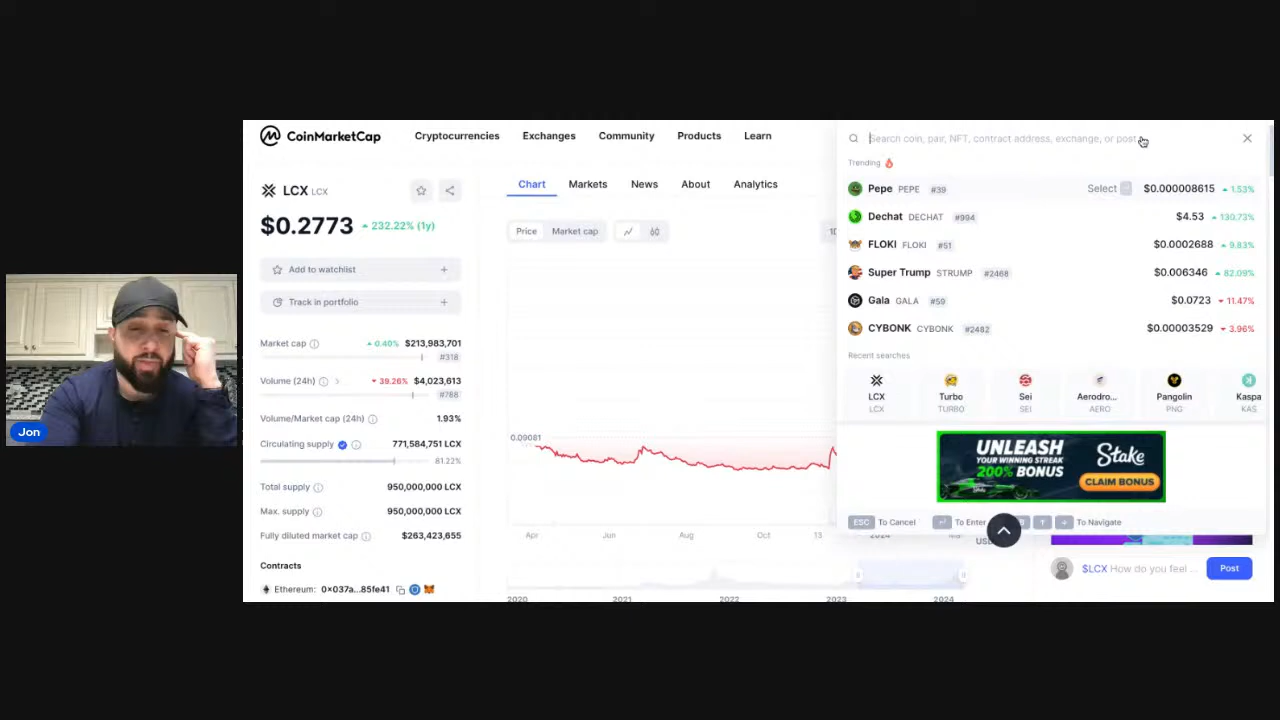 CoinMarketCap
Cryptocurrencies Exchanges Community Products Learn
Search coin, pair, NFT, contract address, exchange, or post
LCX LCX
$0.2773 232.22% (1y)
Add to watchlist +
Track in portfolio +
Market cap 0.40% $213,983,701
#318
Volume (24h) 39.26% $4,023,613
#788
Volume/Market cap (24h) 1.93%
Circulating supply 771,584,751 LCX
81.22%
Total supply 950,000,000 LCX
Max. supply 950,000,000 LCX
Fully diluted market cap $263,423,655
Contracts
Ethereum: 0x037a...85fe41
Chart Markets News About Analytics
Price Market cap
0.09081
Apr Jun Aug Oct 13 2024
USD
2020 2021 2022 2023 2024
Trending
Pepe PEPE #39 Select $0.000008615 1.53%
Dechat DECHAT #994 $4.53 130.73%
FLOKI FLOKI #51 $0.0002688 9.83%
Super Trump STRUMP #2468 $0.006346 82.09%
Gala GALA #59 $0.0723 11.47%
CYBONK CYBONK #2482 $0.00003529 3.96%
Recent searches
LCX Turbo Sei Aerodro... Pangolin Kaspa
LCX TURBO SEI AERO PNG KAS
UNLEASH
YOUR WINNING STREAK
200% BONUS
Stake
CLAIM BONUS
ESC To Cancel To Enter To Navigate
$LCX How do you feel ... Post
Jon